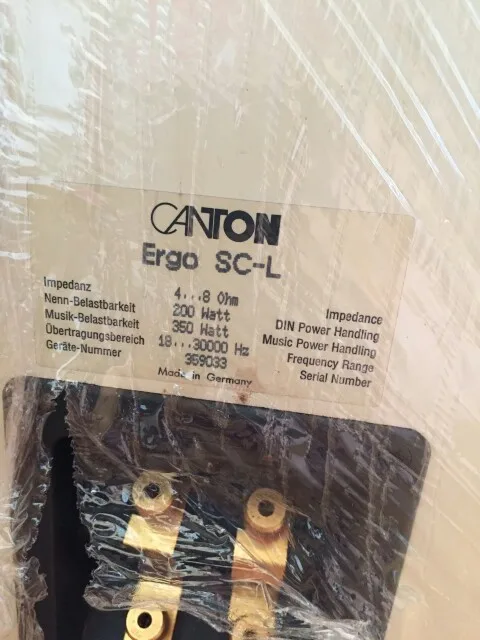 CANTON
Ergo SC-L
Impedanz 4...8 Ohm Impedance
Nenn-Belastbarkeit 200 Watt DIN Power Handling
Musik-Belastbarkeit 350 Watt Music Power Handling
Übertragungsbereich 18...30000 Hz Frequency Range
Geräte-Nummer 359033 Serial Number
Made in Germany